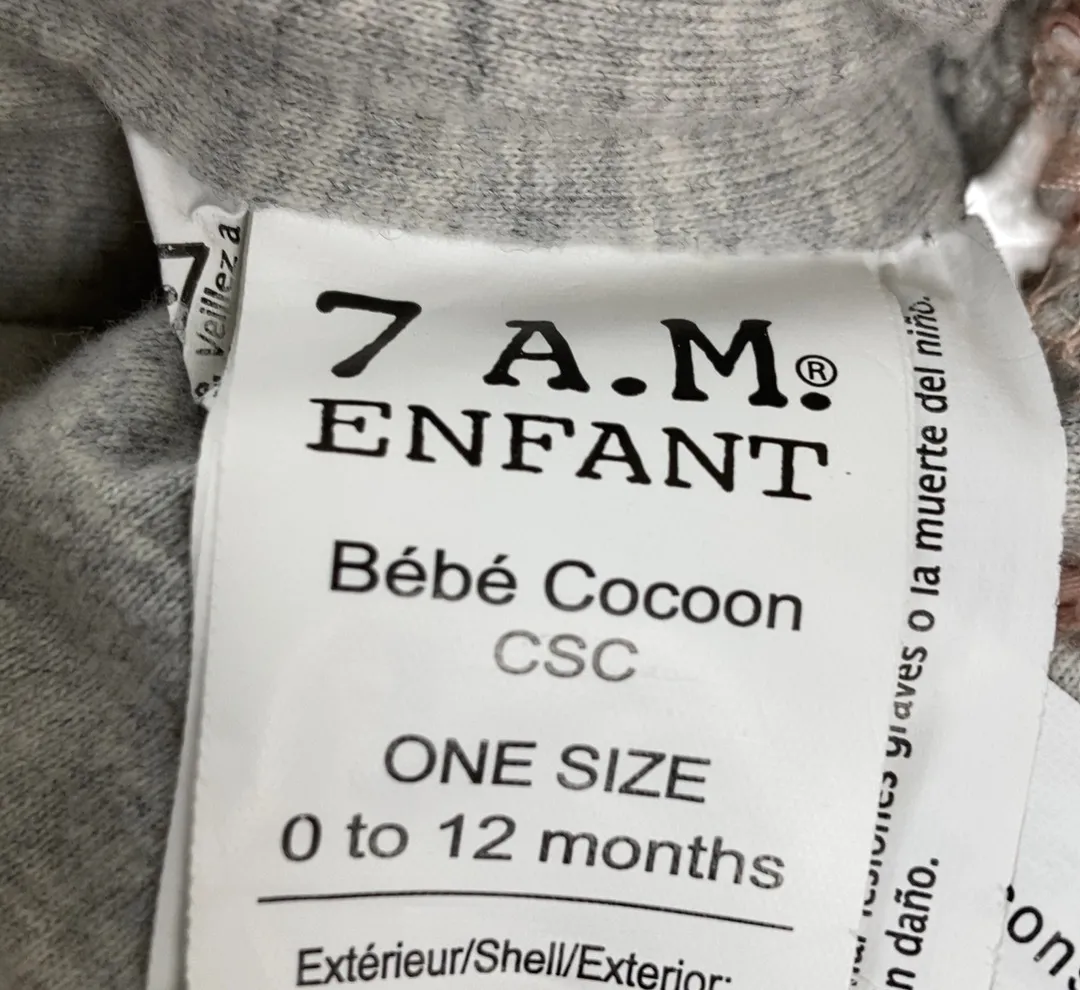 7 A.M.®
ENFANT
Bébé Cocoon
CSC
ONE SIZE
0 to 12 months
Extérieur/Shell/Exterior:
7
Veillez a
graves o la muerte del niño.
n daño.